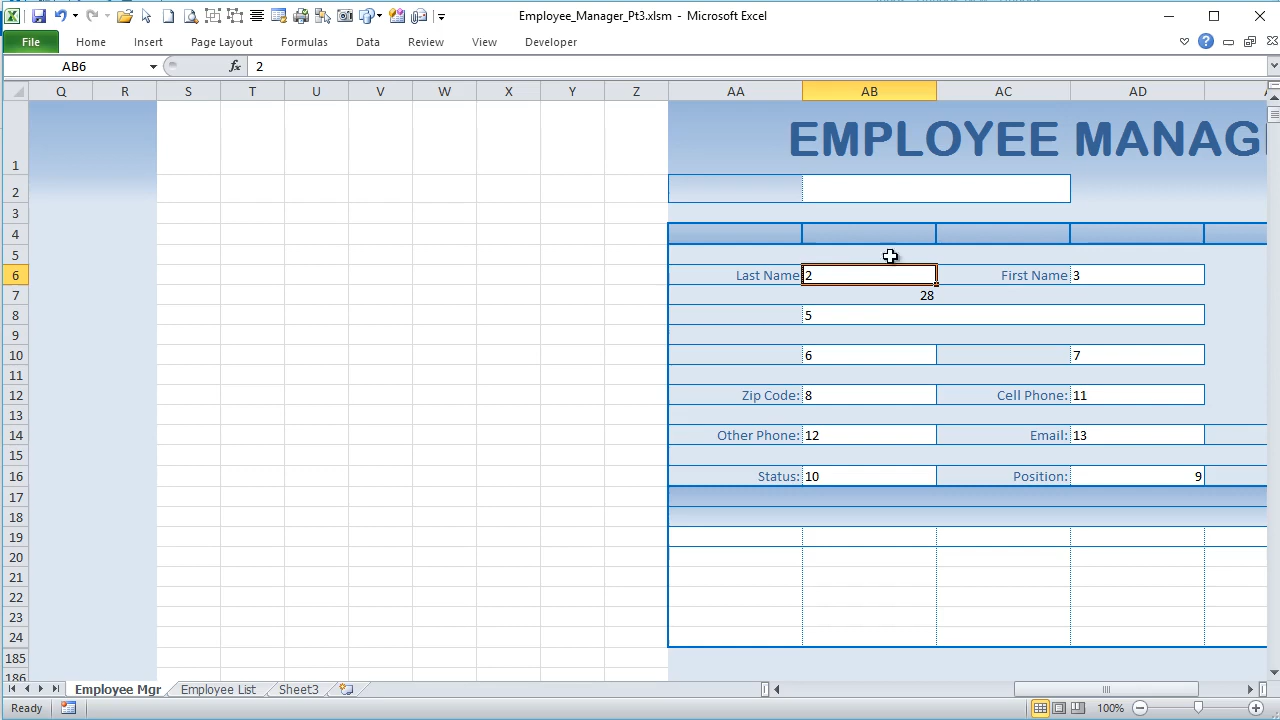 Employee_Manager_Pt3.xlsm - Microsoft Excel
File Home Insert Page Layout Formulas Data Review View Developer
AB6 fx 2
Q R S T U V W X Y Z AA AB AC AD
1 EMPLOYEE MANAG
2
3
4
5
6 Last Name 2 First Name 3
7 28
8 5
9
10 6 7
11
12 Zip Code: 8 Cell Phone: 11
13
14 Other Phone: 12 Email: 13
15
16 Status: 10 Position: 9
17
18
19
20
21
22
23
24
185
186
Employee Mgr Employee List Sheet3
Ready 100%